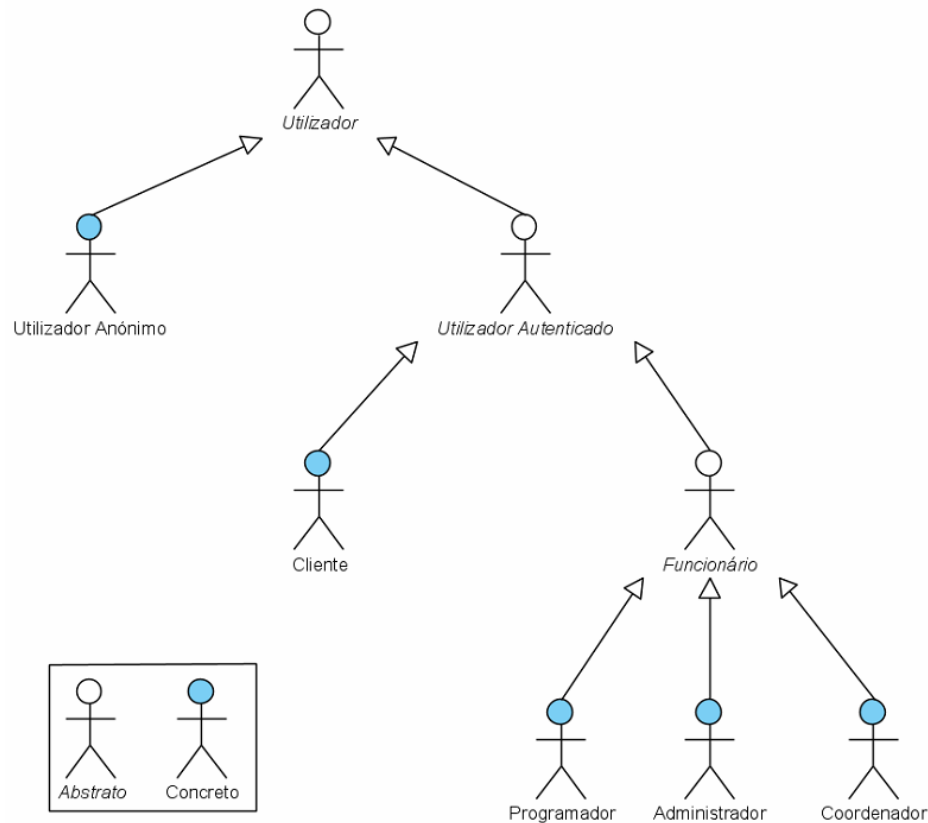 Utilizador
Utilizador Anónimo
Utilizador Autenticado
Cliente
Funcionário
Abstrato
Concreto
Programador
Administrador
Coordenador